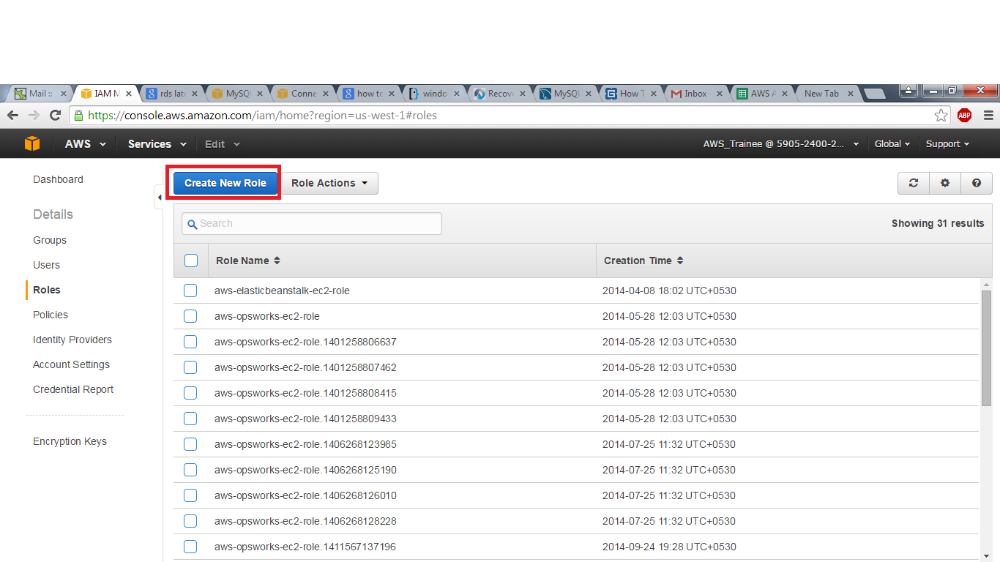 Mail :: IAM M rds late MySQL Conne how to windo Recove MySQL How T Inbox - AWS A New Tab
https://console.aws.amazon.com/iam/home?region=us-west-1#roles ABP
AWS Services Edit AWS_Trainee @ 5905-2400-2... Global Support
Dashboard
Details
Groups
Users
Roles
Policies
Identity Providers
Account Settings
Credential Report
Encryption Keys
Create New Role Role Actions
Search Showing 31 results
Role Name Creation Time
aws-elasticbeanstalk-ec2-role 2014-04-08 18:02 UTC+0530
aws-opsworks-ec2-role 2014-05-28 12:03 UTC+0530
aws-opsworks-ec2-role.1401258806637 2014-05-28 12:03 UTC+0530
aws-opsworks-ec2-role.1401258807462 2014-05-28 12:03 UTC+0530
aws-opsworks-ec2-role.1401258808415 2014-05-28 12:03 UTC+0530
aws-opsworks-ec2-role.1401258809433 2014-05-28 12:03 UTC+0530
aws-opsworks-ec2-role.1406268123985 2014-07-25 11:32 UTC+0530
aws-opsworks-ec2-role.1406268125190 2014-07-25 11:32 UTC+0530
aws-opsworks-ec2-role.1406268126010 2014-07-25 11:32 UTC+0530
aws-opsworks-ec2-role.1406268128228 2014-07-25 11:32 UTC+0530
aws-opsworks-ec2-role.1411567137196 2014-09-24 19:28 UTC+0530